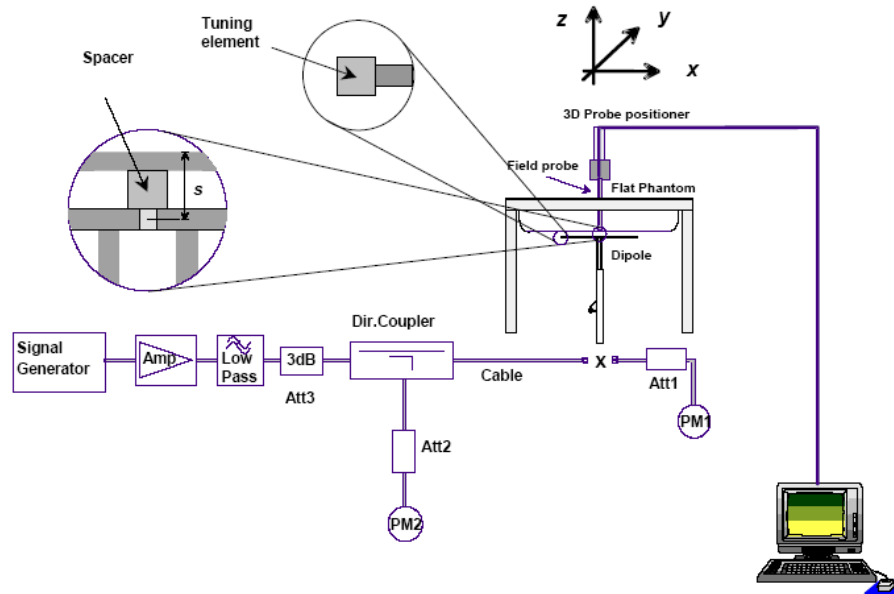 Tuning
element
z
y
x
Spacer
3D Probe positioner
Field probe
Flat Phantom
s
Dipole
Dir.Coupler
Signal
Generator
Amp
Low
Pass
3dB
Att3
Cable
X
Att1
PM1
Att2
PM2